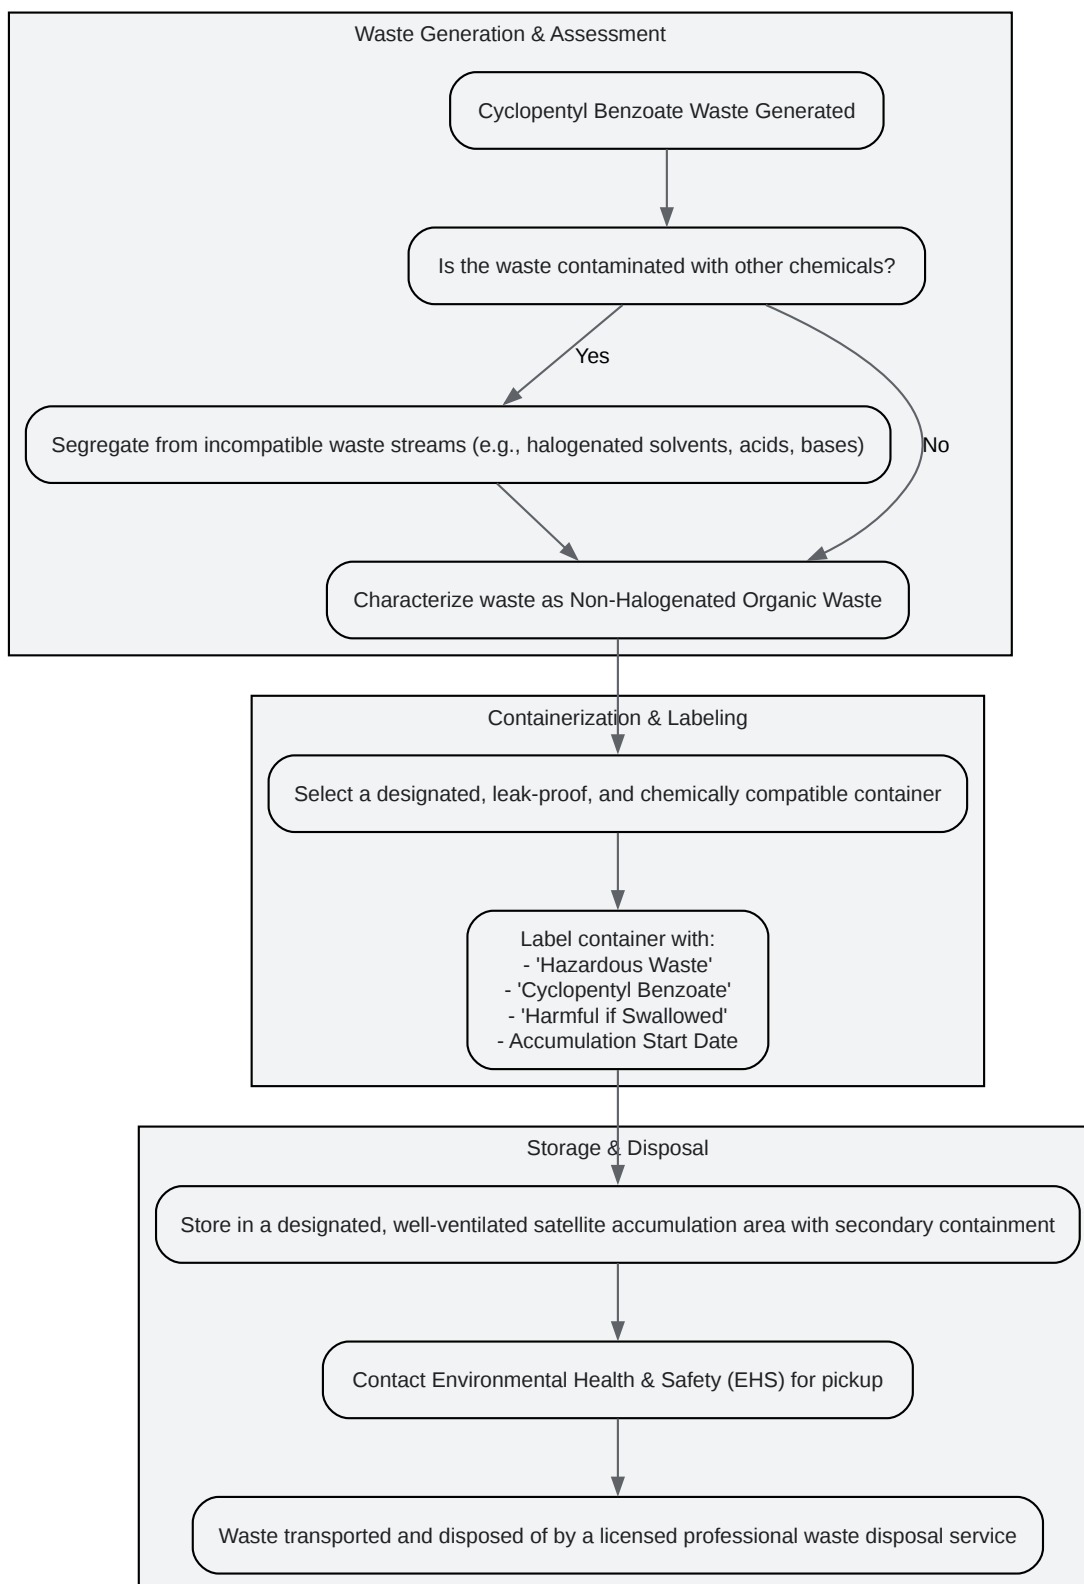 Waste Generation & Assessment
Cyclopentyl Benzoate Waste Generated
Is the waste contaminated with other chemicals?
Yes
Segregate from incompatible waste streams (e.g., halogenated solvents, acids, bases)
No
Characterize waste as Non-Halogenated Organic Waste
Containerization & Labeling
Select a designated, leak-proof, and chemically compatible container
Label container with:
- 'Hazardous Waste'
- 'Cyclopentyl Benzoate'
- 'Harmful if Swallowed'
- Accumulation Start Date
Storage & Disposal
Store in a designated, well-ventilated satellite accumulation area with secondary containment
Contact Environmental Health & Safety (EHS) for pickup
Waste transported and disposed of by a licensed professional waste disposal service